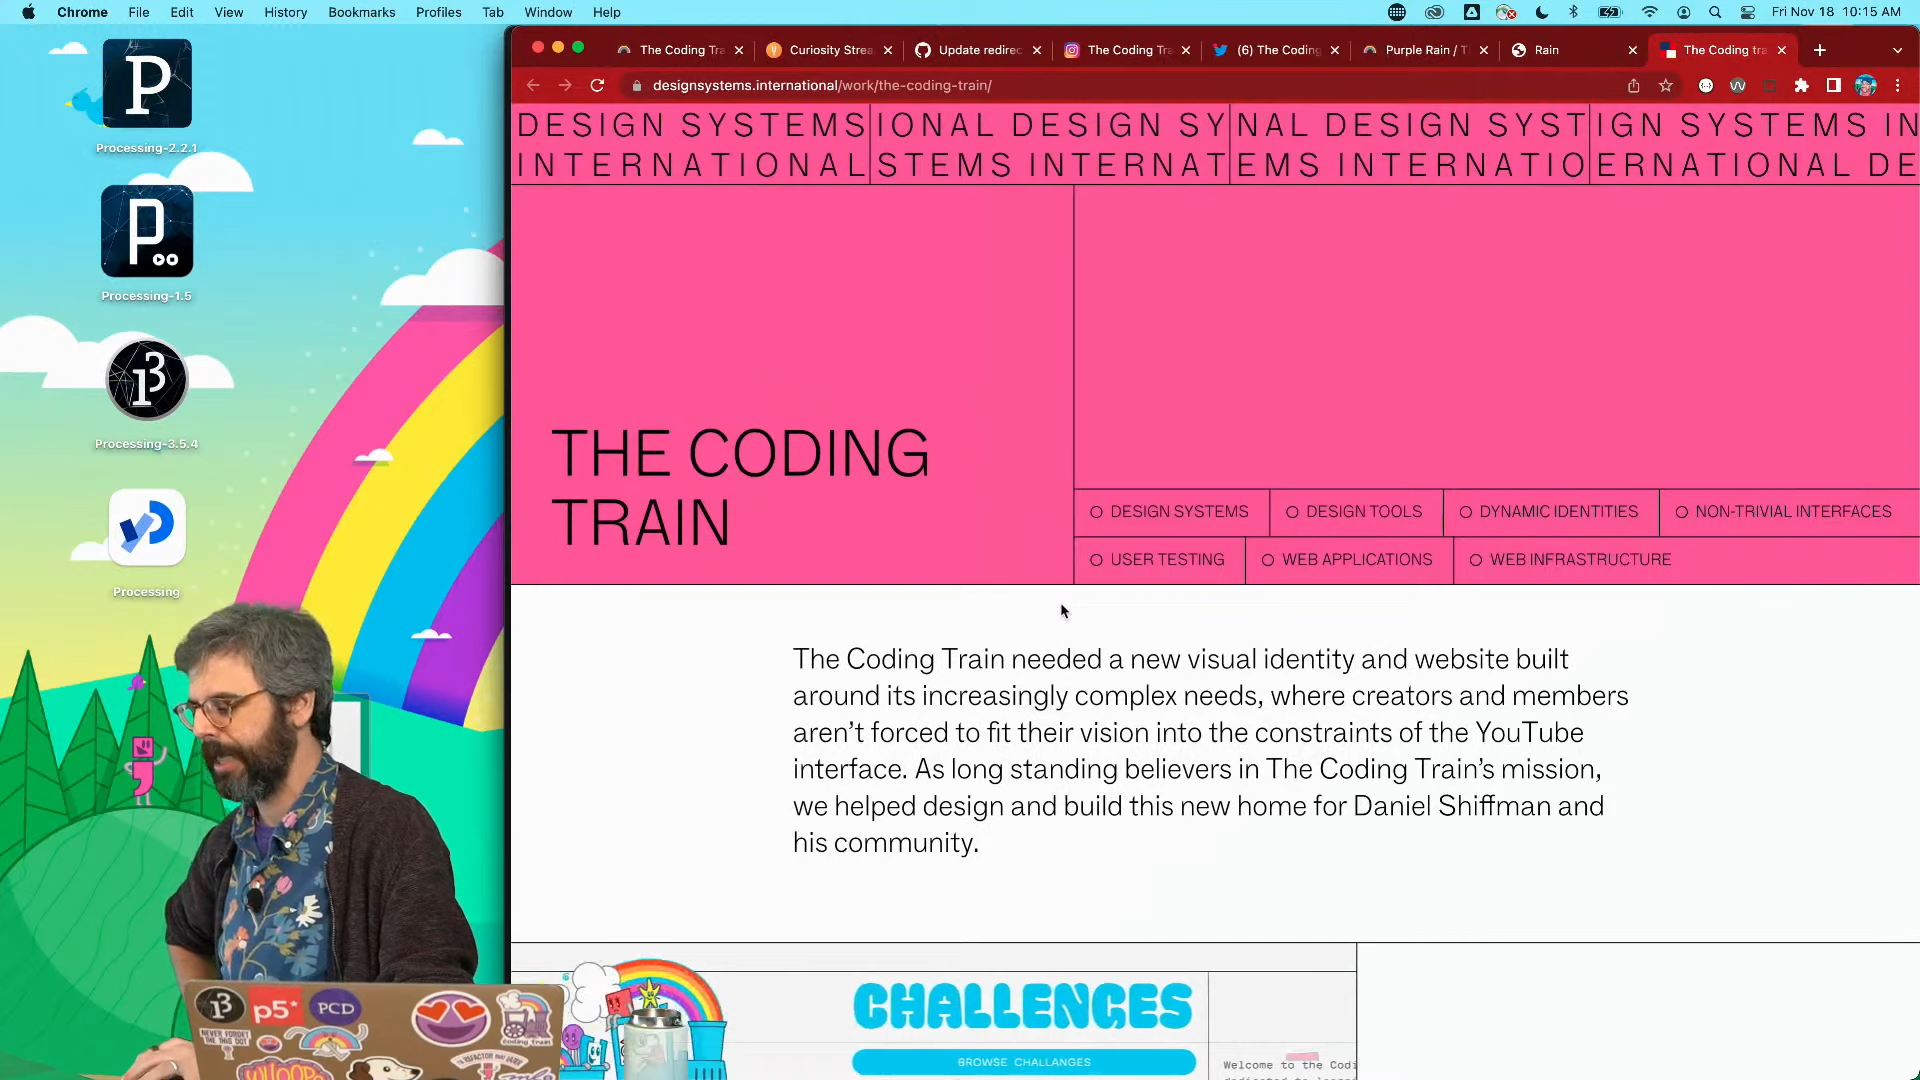 Chrome File Edit View History Bookmarks Profiles Tab Window Help Fri Nov 18 10:15 AM
The Coding Tra Curiosity Strea Update redirec The Coding Tra (6) The Coding Purple Rain / T Rain The Coding tra
designsystems.international/work/the-coding-train/
Processing-2.2.1
Processing-1.5
Processing-3.5.4
Processing
DESIGN SYSTEMS IONAL DESIGN SY NAL DESIGN SYST IGN SYSTEMS IN
INTERNATIONAL STEMS INTERNAT EMS INTERNATIO ERNATIONAL DE
THE CODING
TRAIN
DESIGN SYSTEMS DESIGN TOOLS DYNAMIC IDENTITIES NON-TRIVIAL INTERFACES
USER TESTING WEB APPLICATIONS WEB INFRASTRUCTURE
The Coding Train needed a new visual identity and website built
around its increasingly complex needs, where creators and members
aren't forced to fit their vision into the constraints of the YouTube
interface. As long standing believers in The Coding Train's mission,
we helped design and build this new home for Daniel Shiffman and
his community.
CHALLENGES
BROWSE CHALLANGES
Welcome to the Codi
p5*
PCD
NEVER FORGET
THE THIS DOT
coding train
WHOOPS